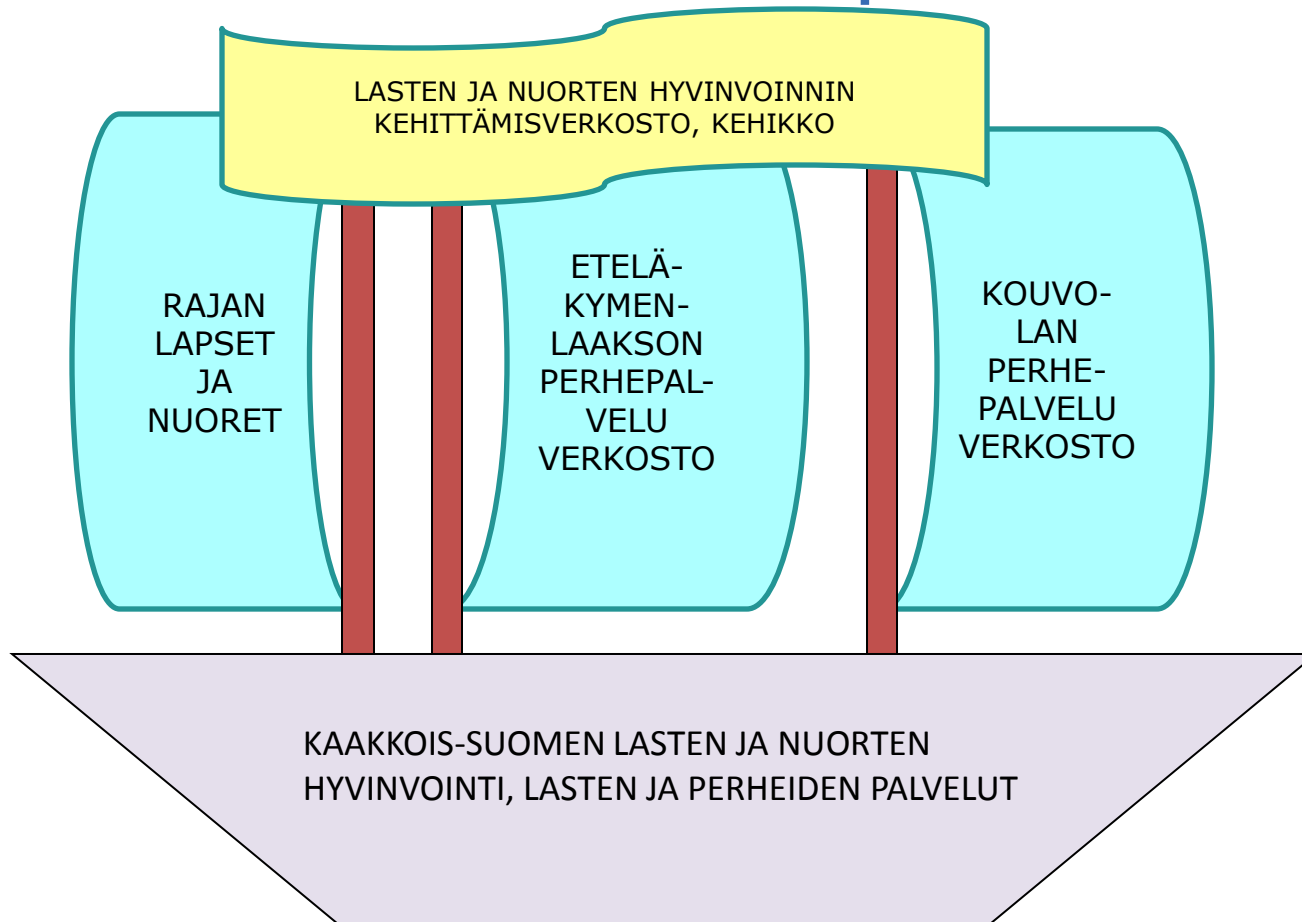 LASTEN JA NUORTEN HYVINVOINNIN
KEHITTÄMISVERKOSTO, KEHIKKO
RAJAN
LAPSET
JA
NUORET
ETELÄ-
KYMEN-
LAAKSON
PERHEPAL-
VELU
VERKOSTO
KOUVO-
LAN
PERHE-
PALVELU
VERKOSTO
KAAKKOIS-SUOMEN LASTEN JA NUORTEN
HYVINVOINTI, LASTEN JA PERHEIDEN PALVELUT